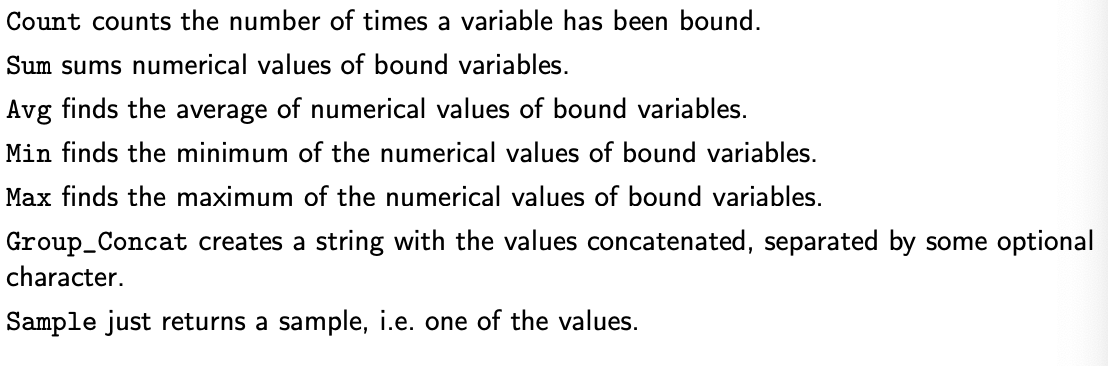 Count counts the number of times a variable has been bound.
Sum sums numerical values of bound variables.
Avg finds the average of numerical values of bound variables.
Min finds the minimum of the numerical values of bound variables.
Max finds the maximum of the numerical values of bound variables.
Group_Concat creates a string with the values concatenated, separated by some optional
character.
Sample just returns a sample, i.e. one of the values.